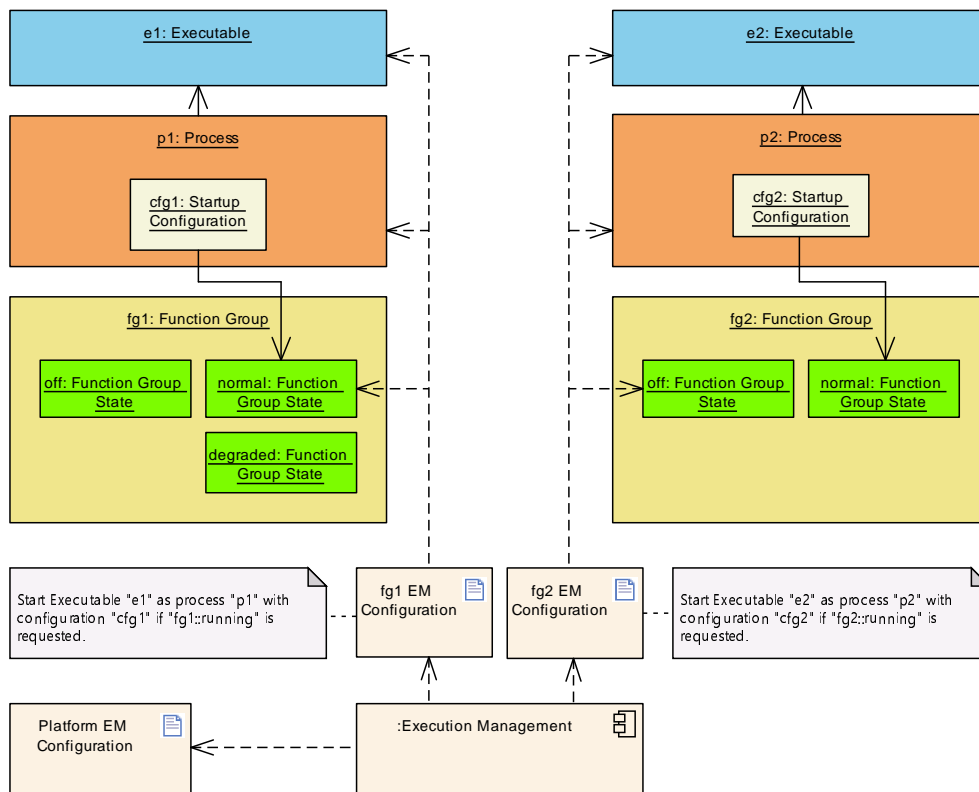 e1: Executable
e2: Executable
p1: Process
p2: Process
cfg1: Startup
Configuration
cfg2: Startup
Configuration
fg1: Function Group
fg2: Function Group
off: Function Group
State
normal: Function
Group State
off: Function Group
State
normal: Function
Group State
degraded: Function
Group State
Start Executable "e1" as process "p1" with
configuration "cfg1" if "fg1::running" is
requested.
fg1 EM
Configuration
fg2 EM
Configuration
Start Executable "e2" as process "p2" with
configuration "cfg2" if "fg2::running" is
requested.
Platform EM
Configuration
:Execution Management